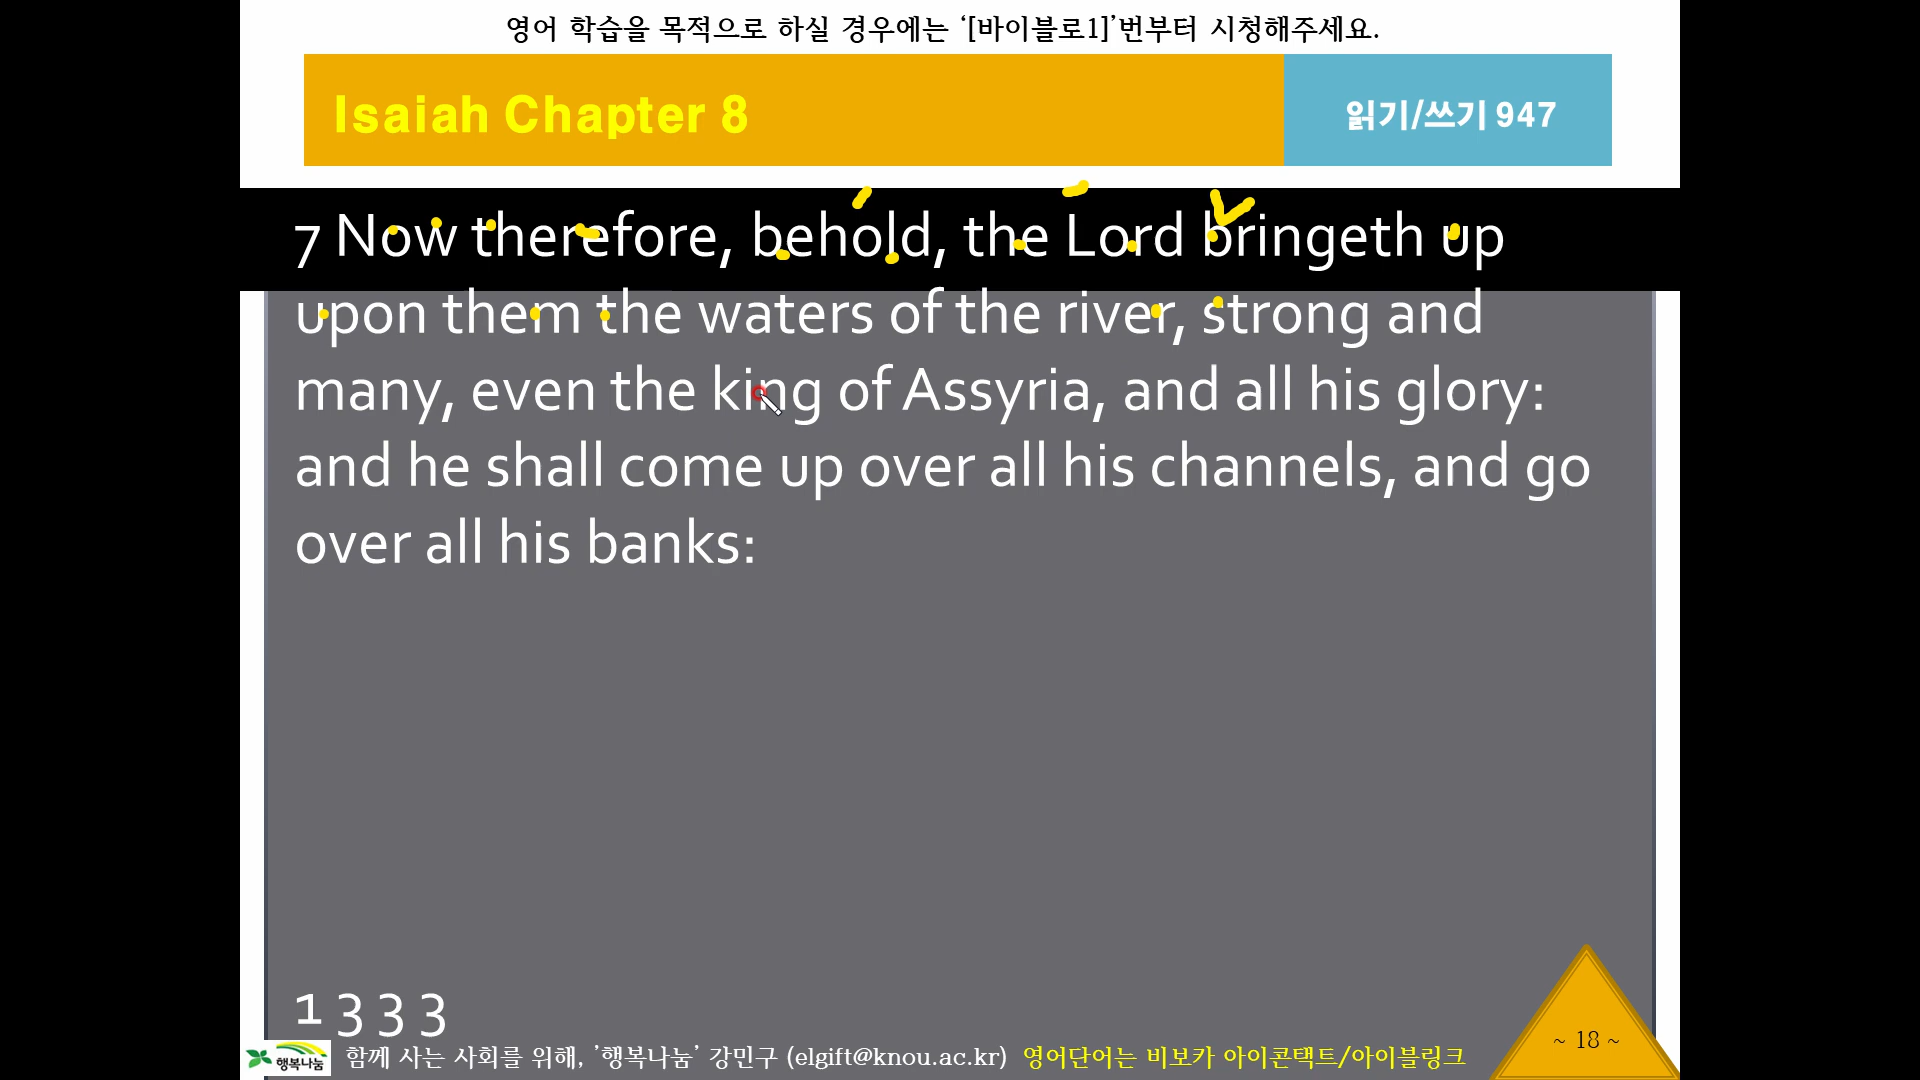 영어 학습을 목적으로 하실 경우에는 ‘[바이블로1]’번부터 시청해주세요.
Isaiah Chapter 8
읽기/쓰기 947
7 Now therefore, behold, the Lord bringeth up
upon them the waters of the river, strong and
many, even the king of Assyria, and all his glory:
and he shall come up over all his channels, and go
over all his banks:
1 3 3 3
~ 18 ~
행복나눔 함께 사는 사회를 위해, ’행복나눔’ 강민구 (elgift@knou.ac.kr) 영어단어는 비보카 아이콘택트/아이블링크